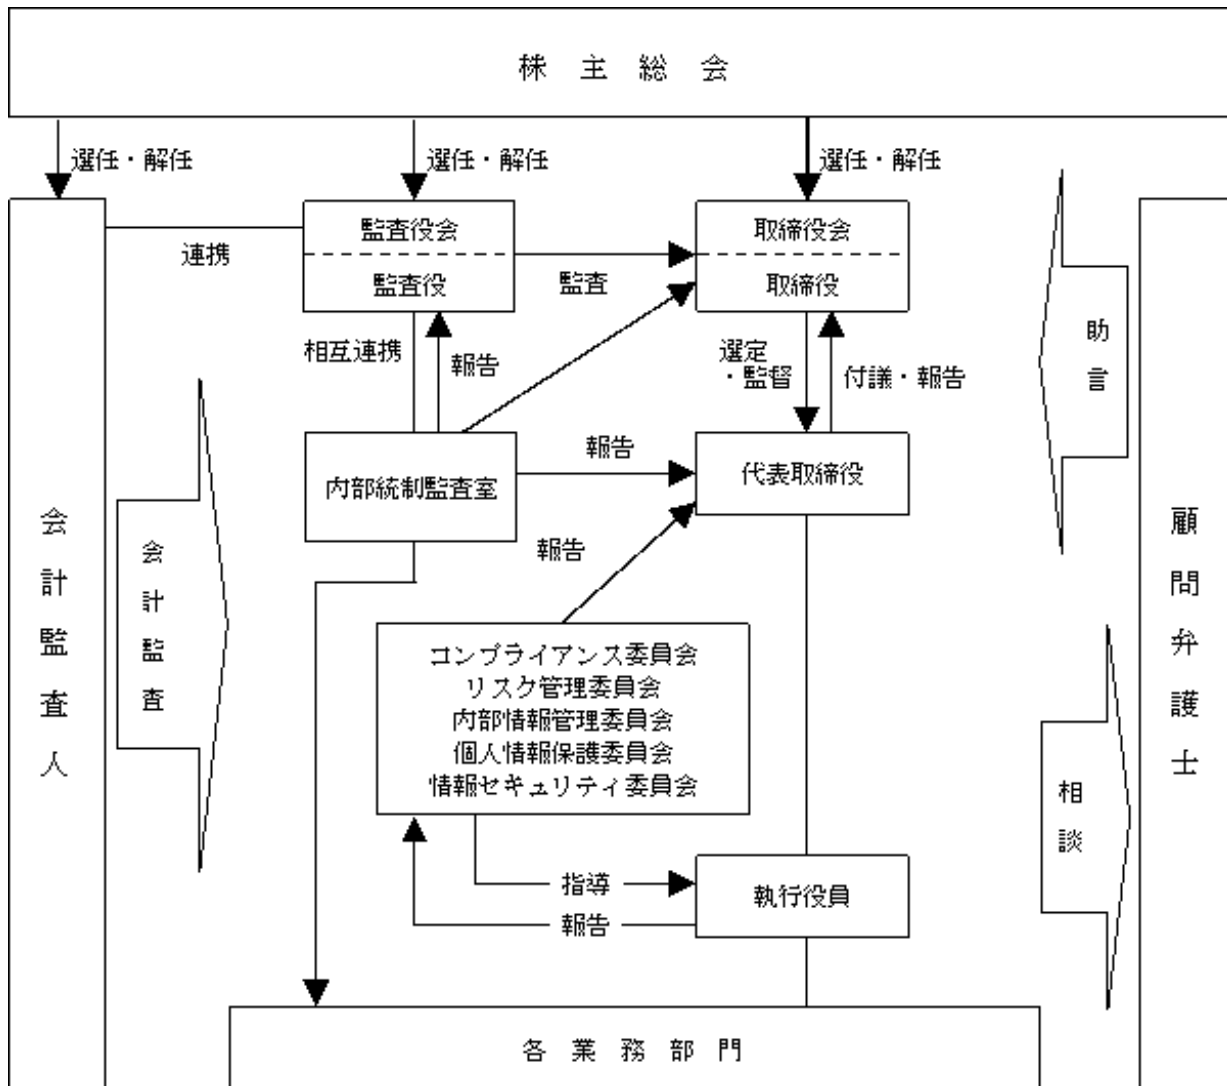 株主総会
選任・解任
選任・解任
選任・解任
監査役会
監査役
取締役会
取締役
連携
監査
相互連携
報告
選定
・監督
付議・報告
助言
内部統制監査室
報告
代表取締役
報告
会計監査人
会計監査
顧問弁護士
コンプライアンス委員会
リスク管理委員会
内部情報管理委員会
個人情報保護委員会
情報セキュリティ委員会
相談
指導
報告
執行役員
各業務部門